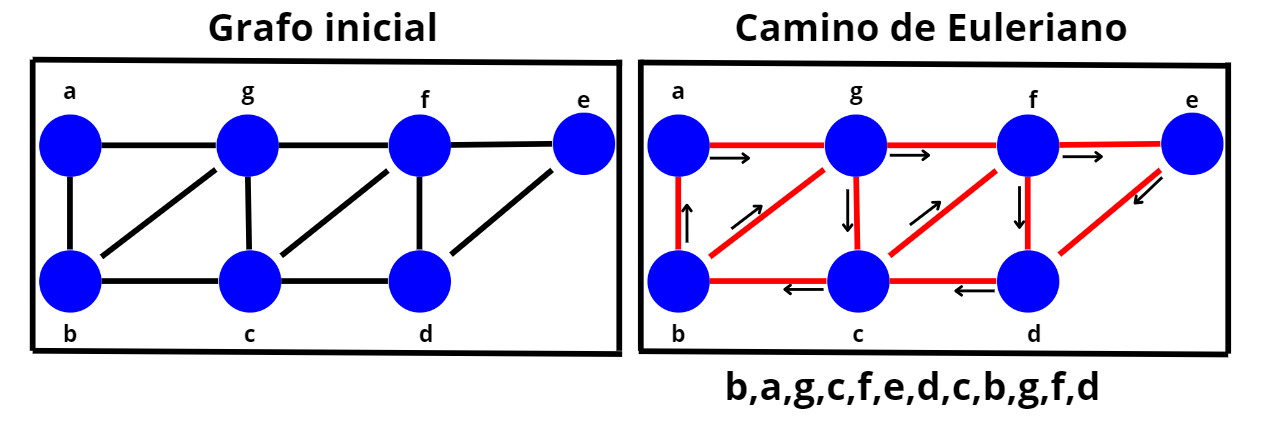 Grafo inicial
a g f e
b c d
Camino de Euleriano
a g f e
b c d
b,a,g,c,f,e,d,c,b,g,f,d